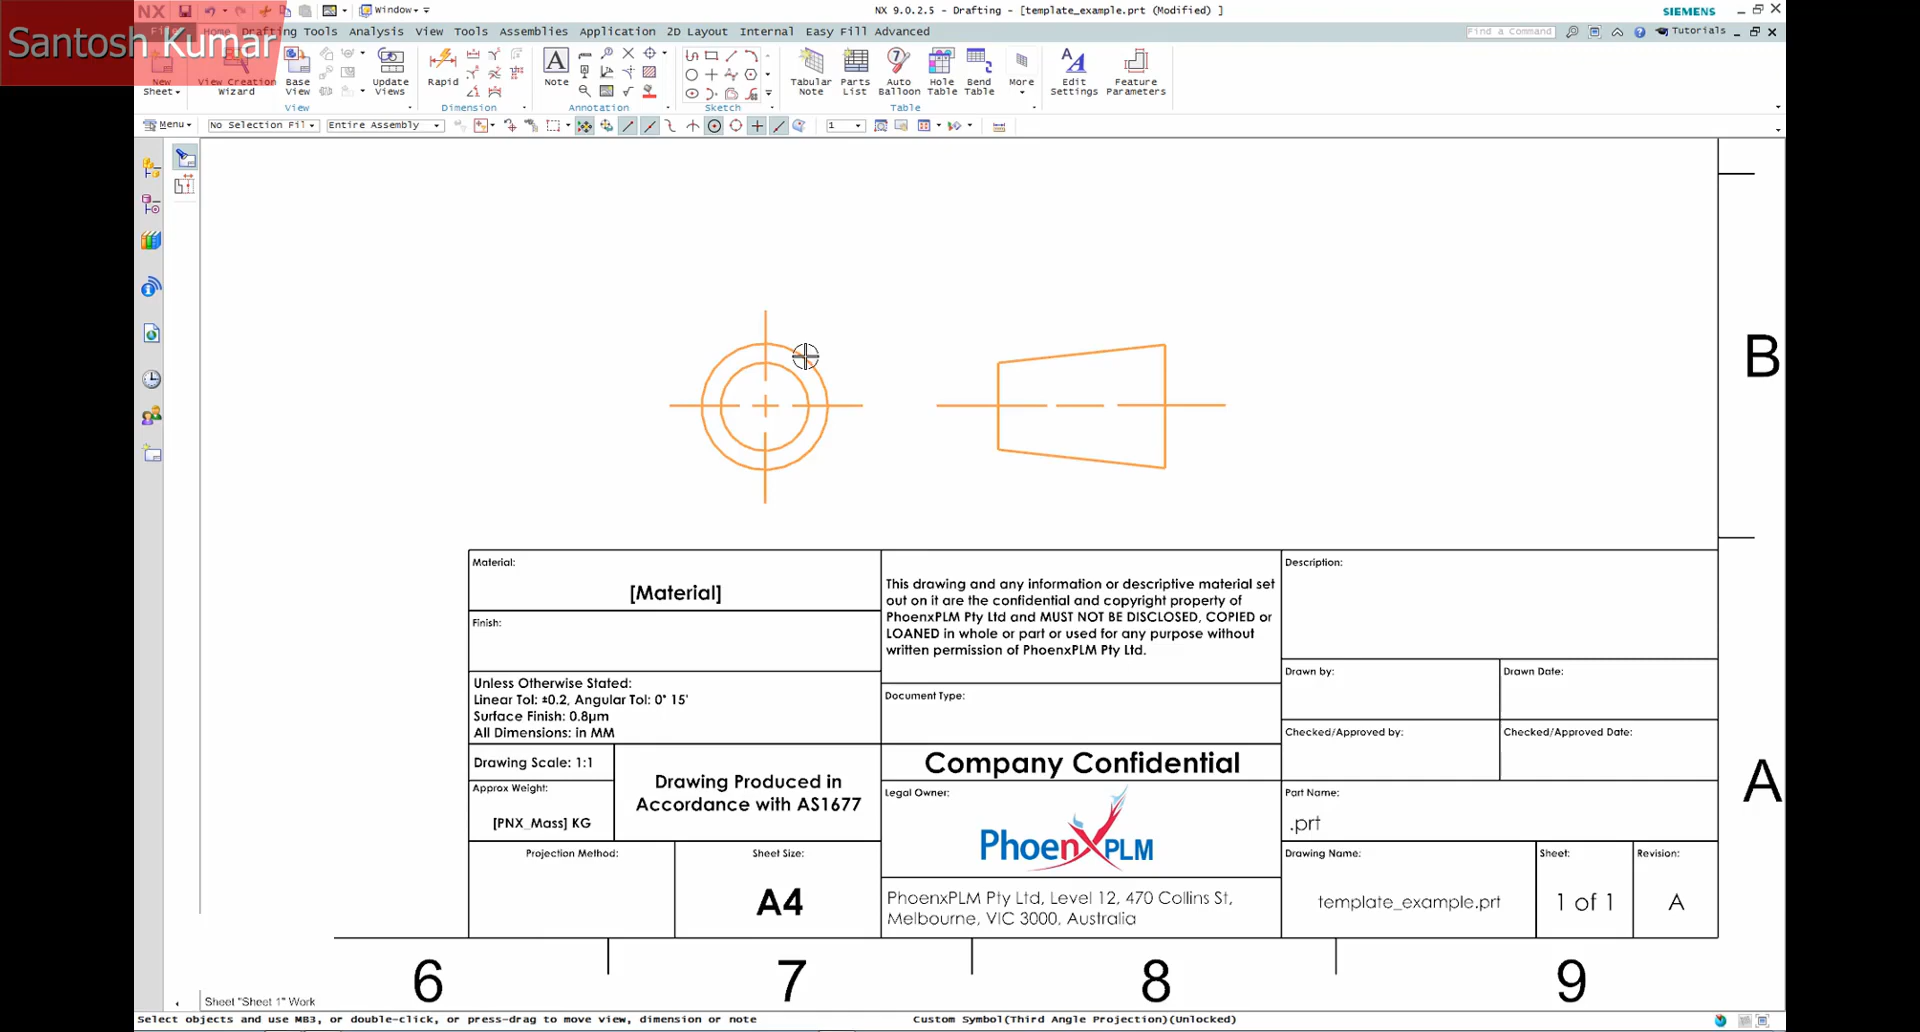 Santosh Kumar
NX
Window
NX 9.0.2.5 - Drafting - [template_example.prt (Modified) ]
SIEMENS
File Home Drafting Tools Analysis View Tools Assemblies Application 2D Layout Internal Easy Fill Advanced
Find a Command
Tutorials
New Sheet
View Creation Wizard
Base View
Update Views
Rapid
Note
Tabular Note
Parts List
Auto Balloon
Hole Table
Bend Table
More
Edit Settings
Feature Parameters
View
Dimension
Annotation
Sketch
Table
Menu
No Selection Fil
Entire Assembly
1
B
Material:
[Material]
Finish:
Unless Otherwise Stated:
Linear Tol: ±0.2, Angular Tol: 0° 15'
Surface Finish: 0.8µm
All Dimensions: in MM
Drawing Scale: 1:1
Approx Weight:
[PNX_Mass] KG
Drawing Produced in
Accordance with AS1677
Projection Method:
Sheet Size:
A4
This drawing and any information or descriptive material set
out on it are the confidential and copyright property of
PhoenxPLM Pty Ltd and MUST NOT BE DISCLOSED, COPIED or
LOANED in whole or part or used for any purpose without
written permission of PhoenxPLM Pty Ltd.
Document Type:
Company Confidential
Legal Owner:
PhoenXPLM
PhoenxPLM Pty Ltd, Level 12, 470 Collins St,
Melbourne, VIC 3000, Australia
Description:
Drawn by:
Drawn Date:
Checked/Approved by:
Checked/Approved Date:
Part Name:
.prt
Drawing Name:
template_example.prt
Sheet:
1 of 1
Revision:
A
A
6
7
8
9
Sheet "Sheet 1" Work
Select objects and use MB3, or double-click, or press-drag to move view, dimension or note
Custom Symbol(Third Angle Projection)(Unlocked)